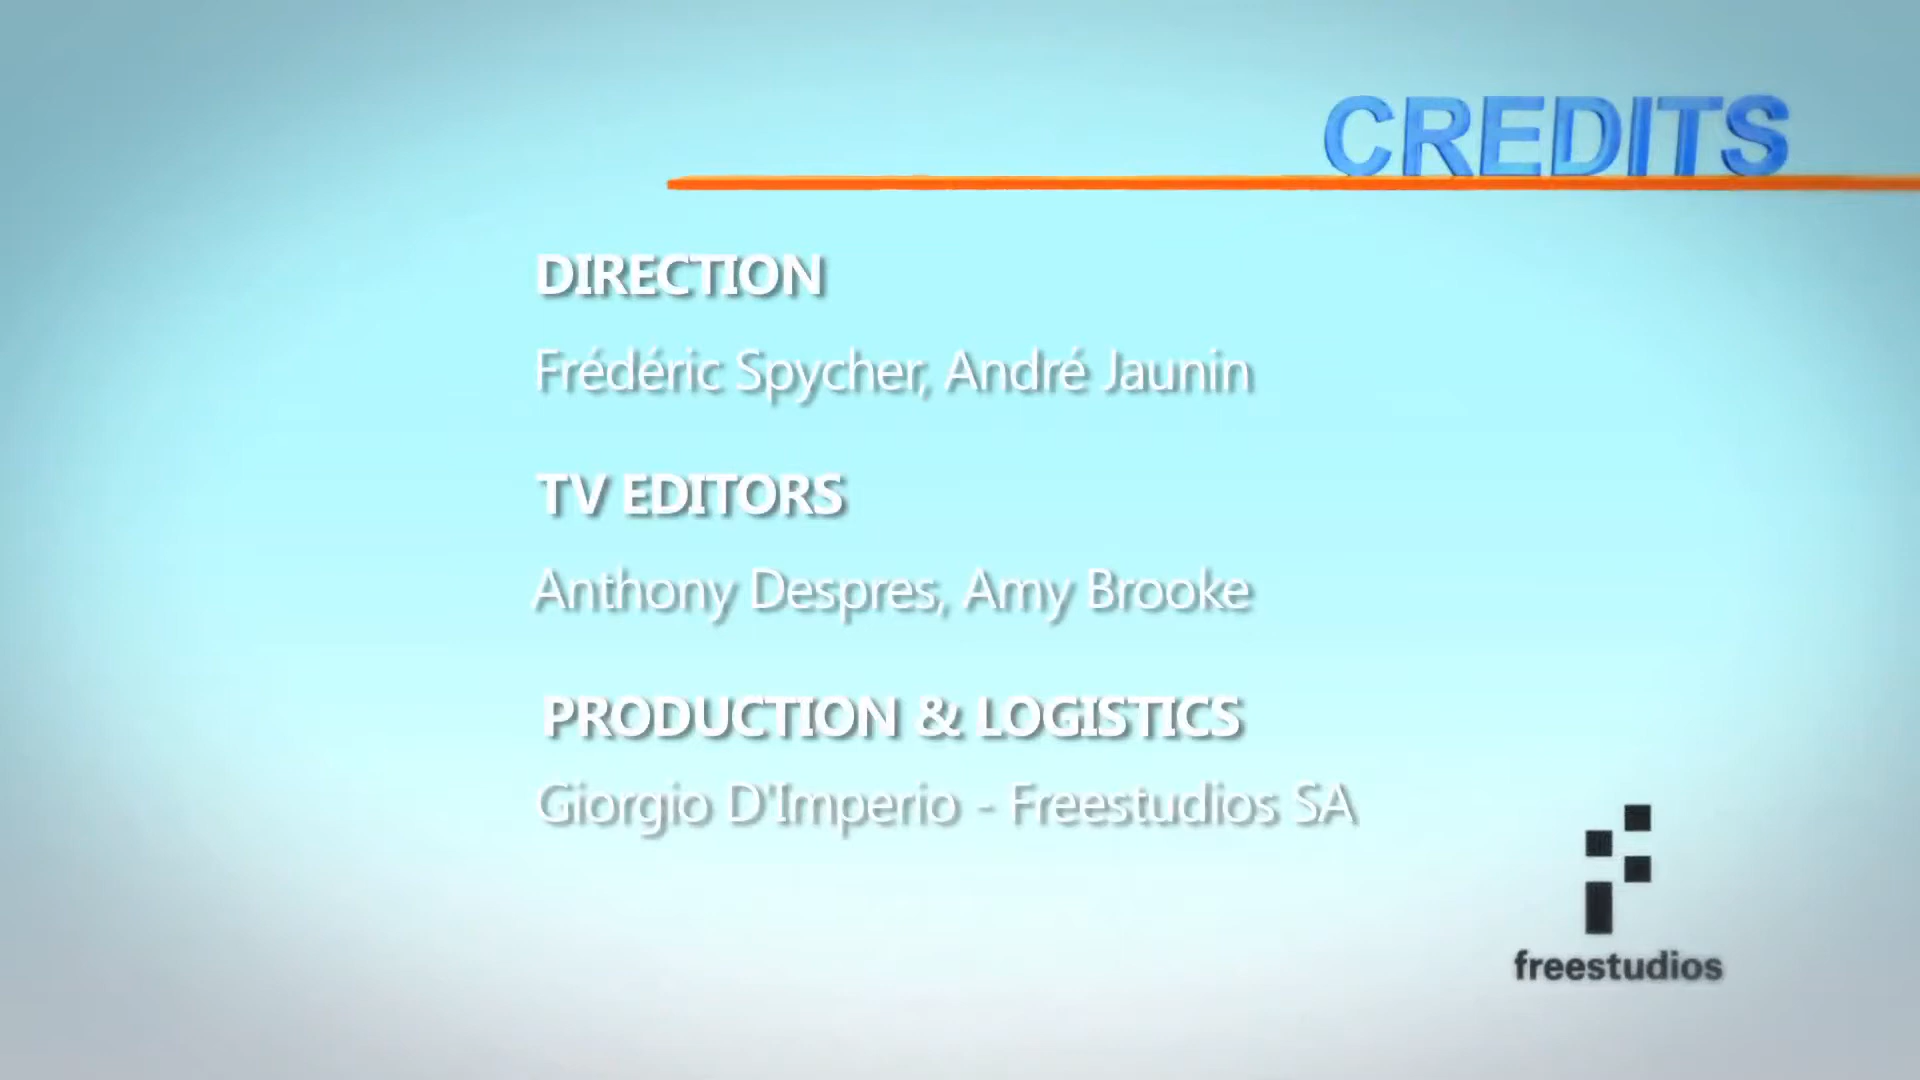 CREDITS
DIRECTION
Frédéric Spycher, André Jaunin
TV EDITORS
Anthony Despres, Amy Brooke
PRODUCTION & LOGISTICS
Giorgio D'Imperio - Freestudios SA
freestudios